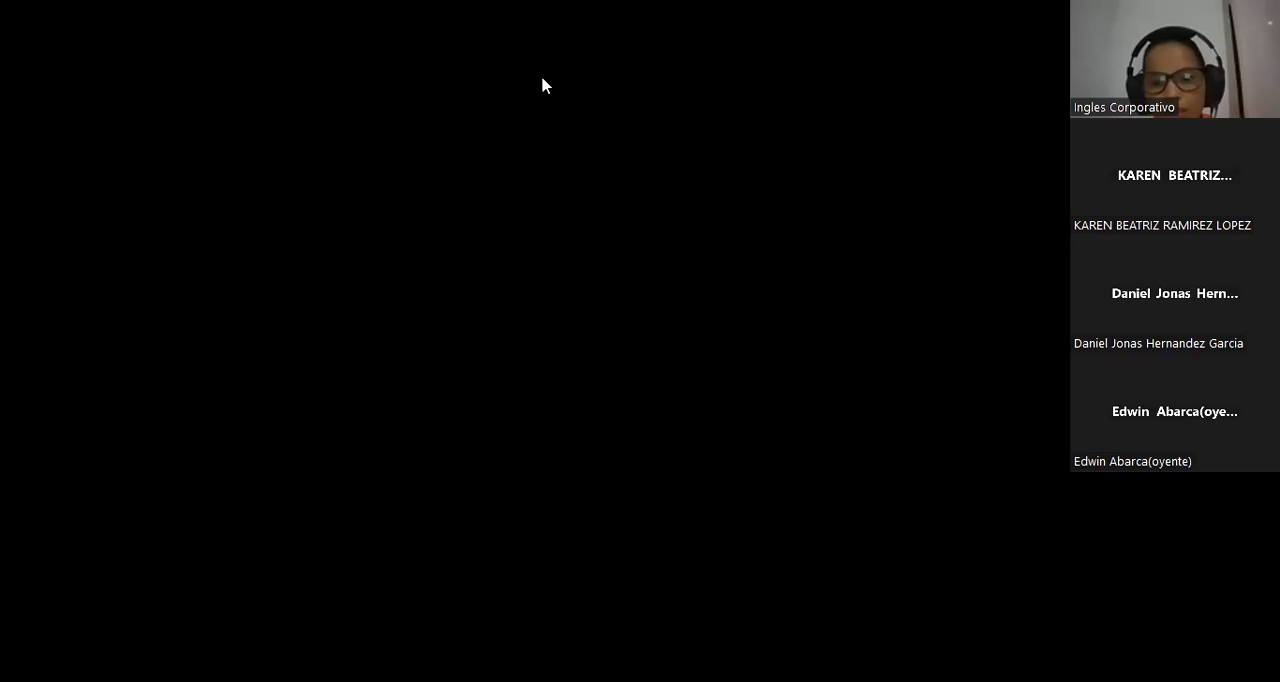 Ingles Corporativo
KAREN BEATRIZ...
KAREN BEATRIZ RAMIREZ LOPEZ
Daniel Jonas Hern...
Daniel Jonas Hernandez Garcia
Edwin Abarca(oye...
Edwin Abarca(oyente)